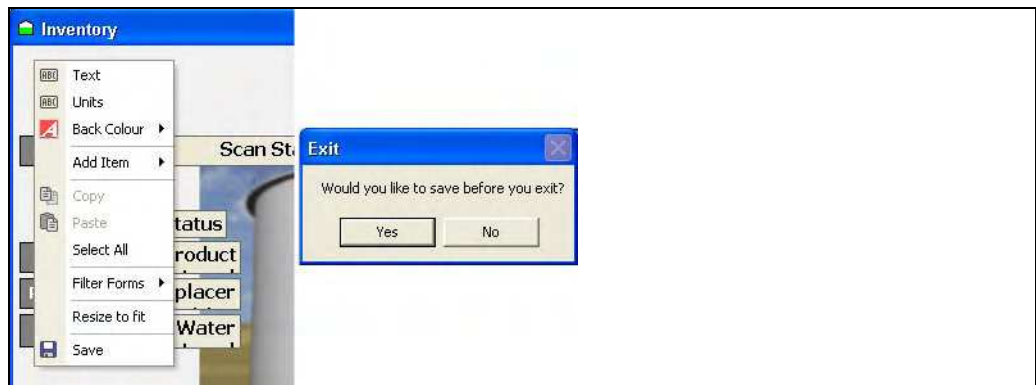 Inventory
Text
Units
Back Colour
Add Item
Copy
Paste
Select All
Filter Forms
Resize to fit
Save
Scan
tatus
roduct
placer
Water
Exit
Would you like to save before you exit?
Yes No